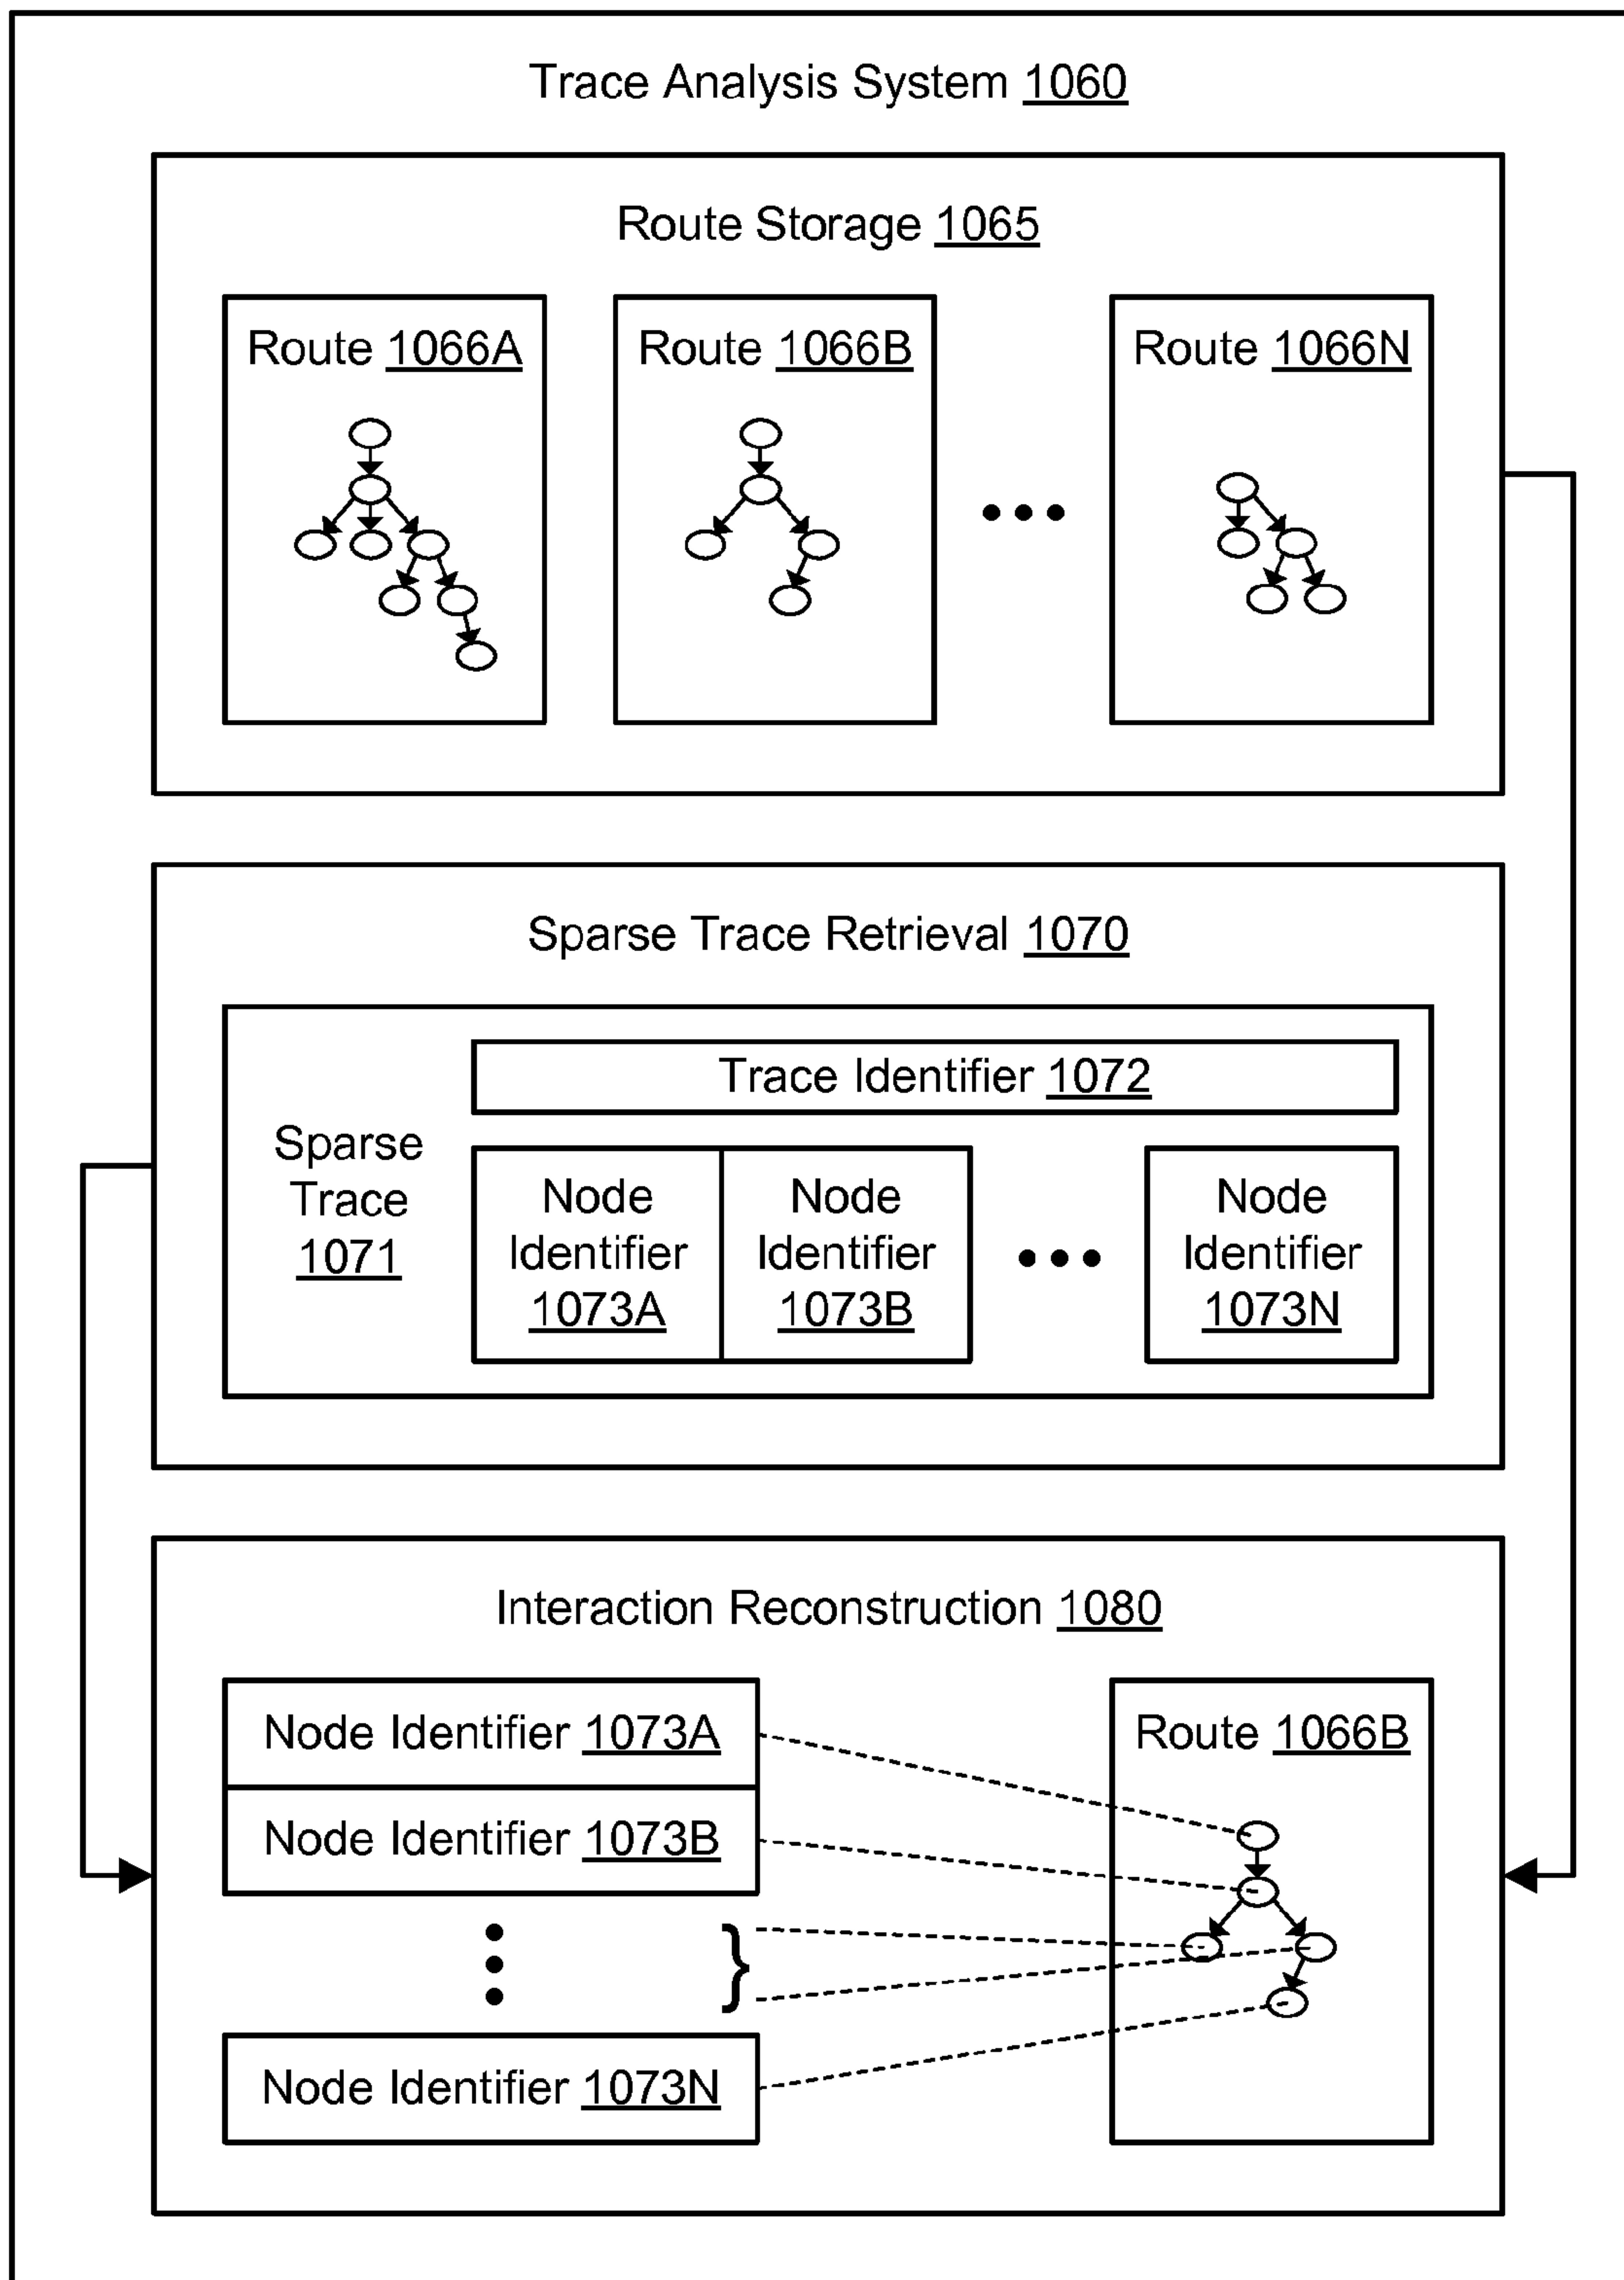 Trace Analysis System 1060
Route Storage 1065
Route 1066A
Route 1066B
Route 1066N
Sparse Trace Retrieval 1070
Trace Identifier 1072
Sparse
Trace
1071
Node
Identifier
1073A
Node
Identifier
1073B
Node
Identifier
1073N
Interaction Reconstruction 1080
Node Identifier 1073A
Node Identifier 1073B
Node Identifier 1073N
Route 1066B